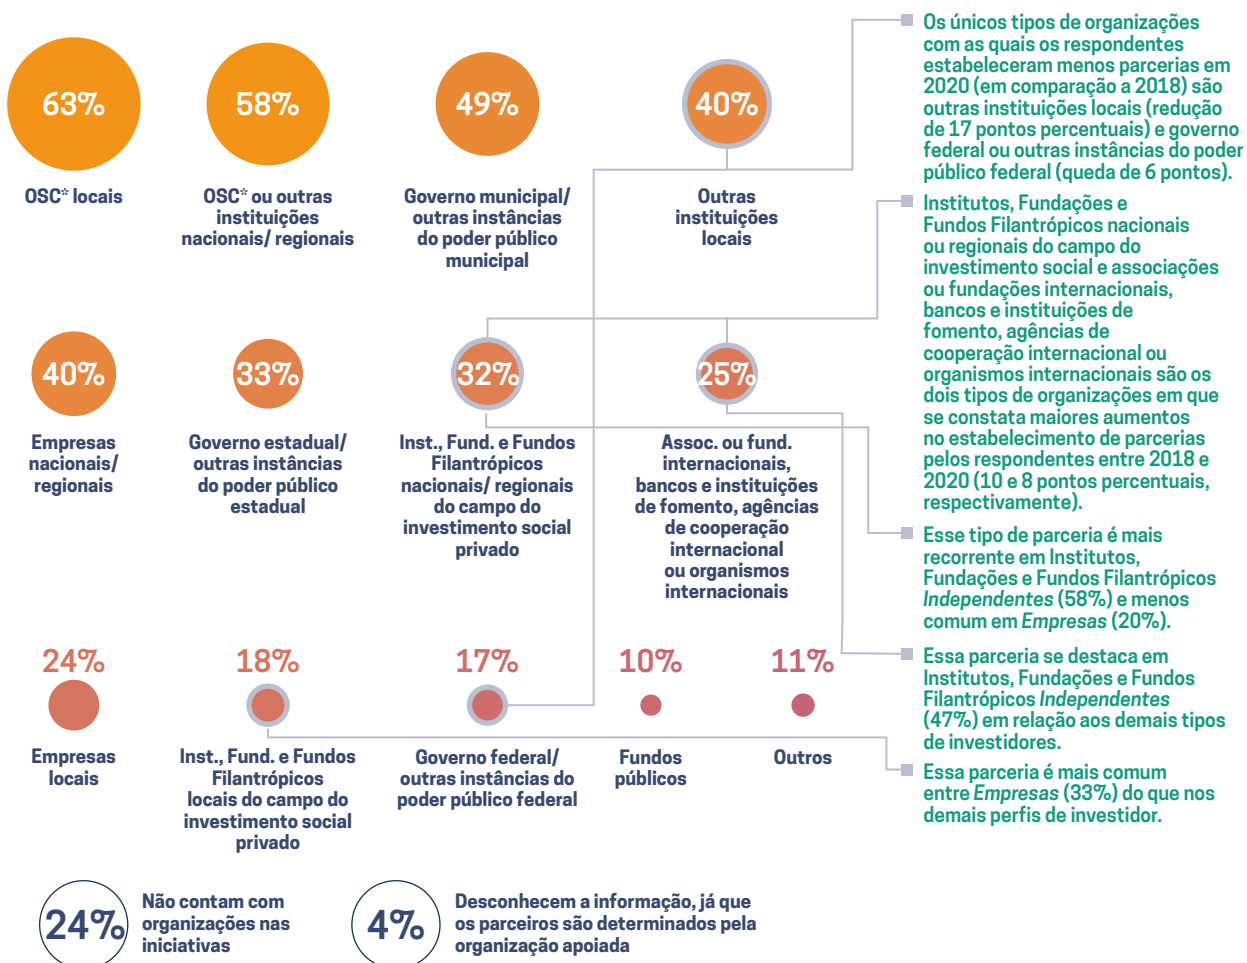 63%
OSC* locais
58%
OSC* ou outras
instituições
nacionais/ regionais
49%
Governo municipal/
outras instâncias
do poder público
municipal
40%
Outras
instituições
locais
40%
Empresas
nacionais/
regionais
33%
Governo estadual/
outras instâncias
do poder público
estadual
32%
Inst., Fund. e Fundos
Filantrópicos
nacionais/ regionais
do campo do
investimento social
privado
25%
Assoc. ou fund.
internacionais,
bancos e instituições
de fomento, agências
de cooperação
internacional
ou organismos
internacionais
24%
Empresas
locais
18%
Inst., Fund. e Fundos
Filantrópicos
locais do campo do
investimento social
privado
17%
Governo federal/
outras instâncias do
poder público federal
10%
Fundos
públicos
11%
Outros
24%
Não contam com
organizações nas
iniciativas
4%
Desconhecem a informação, já que
os parceiros são determinados pela
organização apoiada
Os únicos tipos de organizações
com as quais os respondentes
estabeleceram menos parcerias em
2020 (em comparação a 2018) são
outras instituições locais (redução
de 17 pontos percentuais) e governo
federal ou outras instâncias do poder
público federal (queda de 6 pontos).
Institutos, Fundações e
Fundos Filantrópicos nacionais
ou regionais do campo do
investimento social e associações
ou fundações internacionais,
bancos e instituições de
fomento, agências de
cooperação internacional ou
organismos internacionais são os
dois tipos de organizações em que
se constata maiores aumentos
no estabelecimento de parcerias
pelos respondentes entre 2018 e
2020 (10 e 8 pontos percentuais,
respectivamente).
Esse tipo de parceria é mais
recorrente em Institutos,
Fundações e Fundos Filantrópicos
Independentes (58%) e menos
comum em Empresas (20%).
Essa parceria se destaca em
Institutos, Fundações e Fundos
Filantrópicos Independentes
(47%) em relação aos demais tipos
de investidores.
Essa parceria é mais comum
entre Empresas (33%) do que nos
demais perfis de investidor.